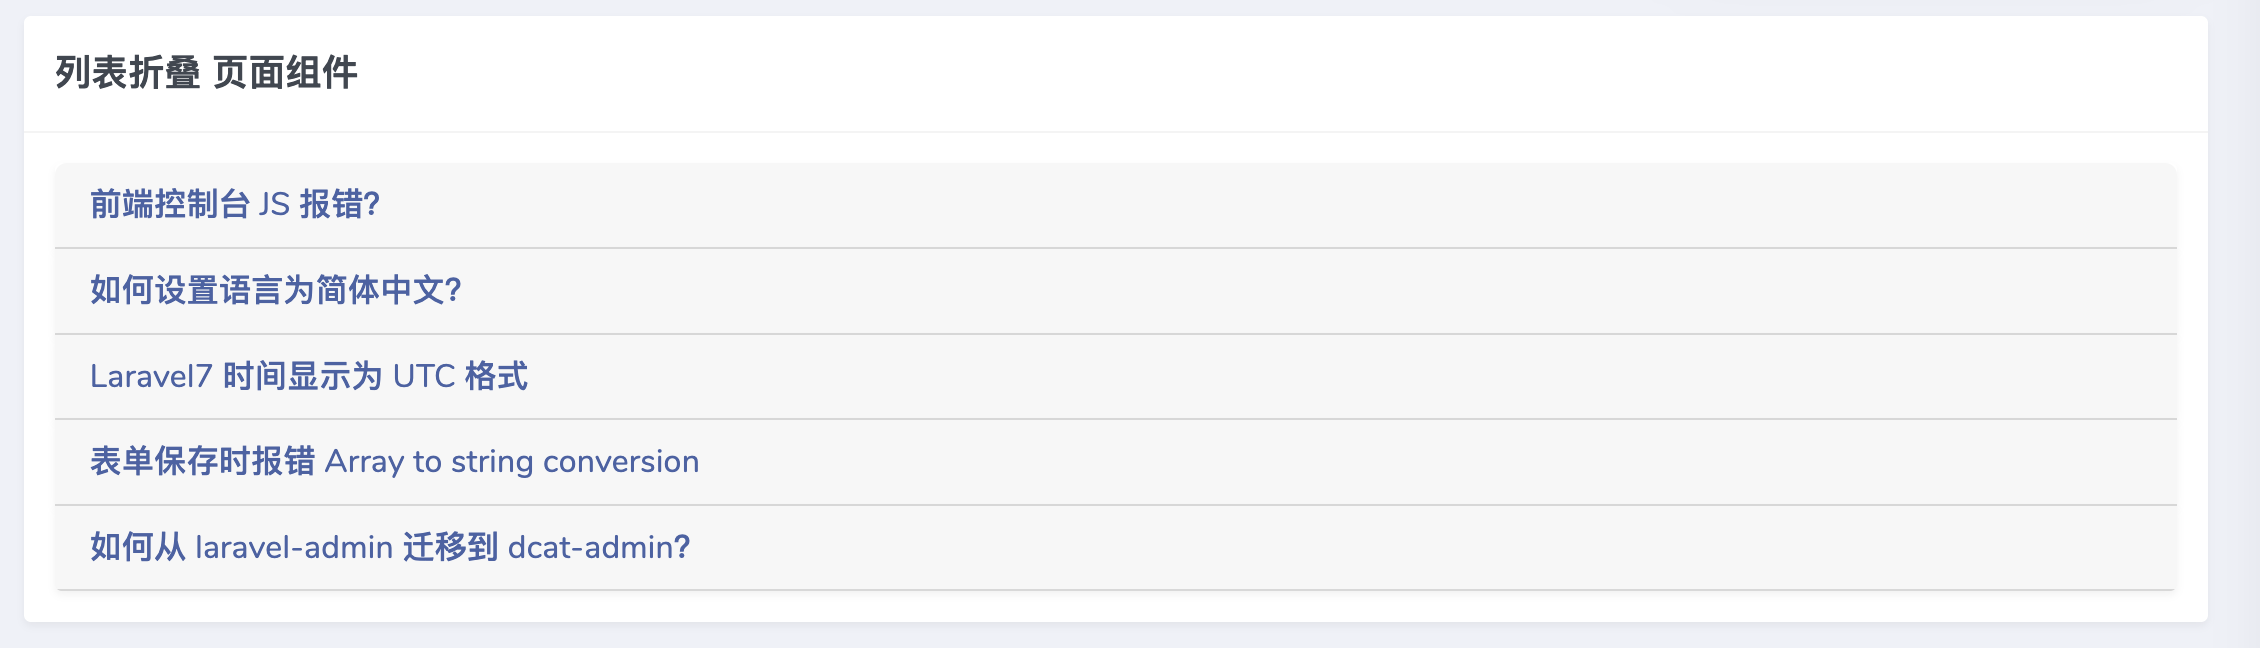 列表折叠 页面组件
前端控制台 JS 报错?
如何设置语言为简体中文?
Laravel7 时间显示为 UTC 格式
表单保存时报错 Array to string conversion
如何从 laravel-admin 迁移到 dcat-admin?